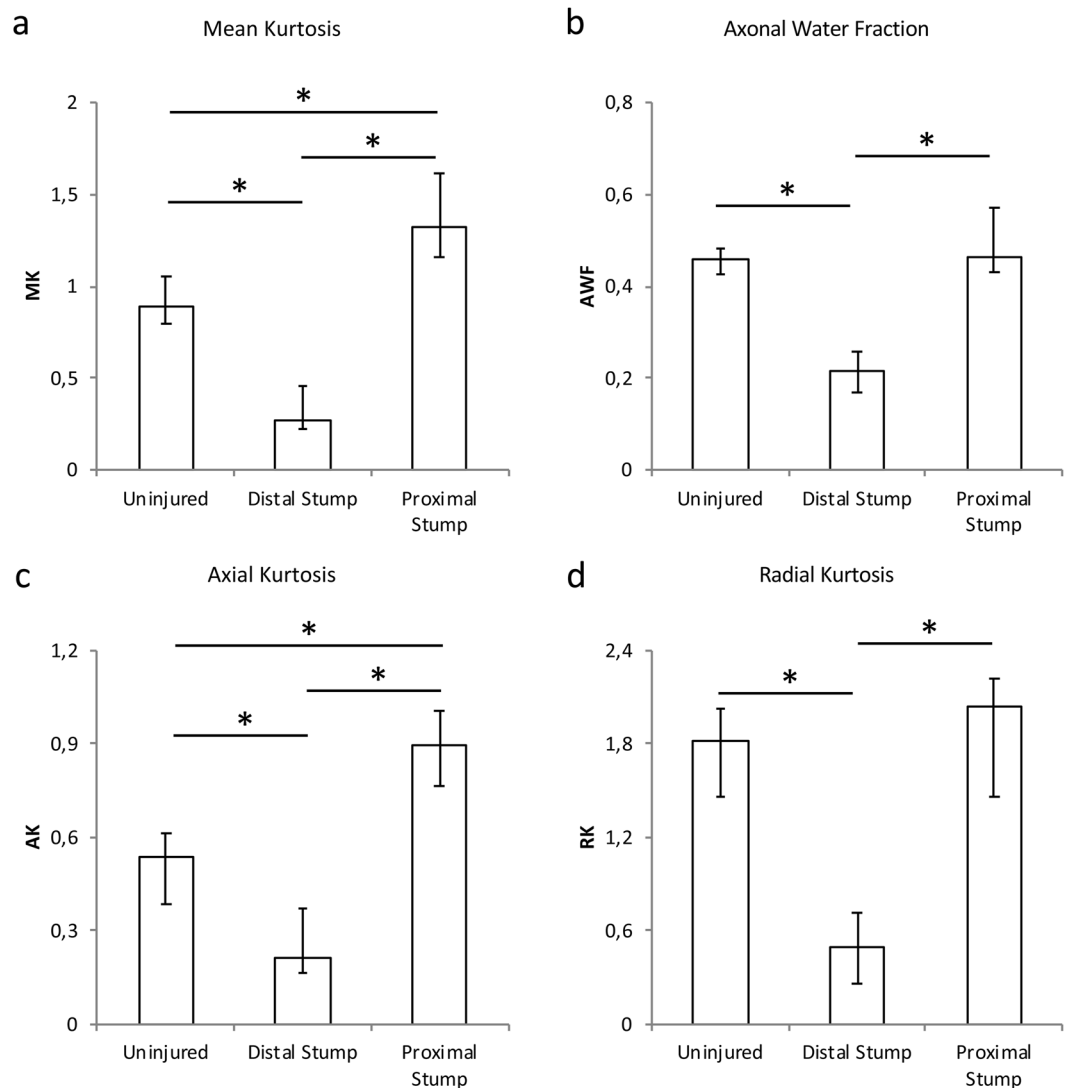 a
Mean Kurtosis
2
1,5
1
0,5
0
MK
*
*
*
Uninjured
Distal Stump
Proximal
Stump
b
Axonal Water Fraction
0,8
0,6
0,4
0,2
0
AWF
*
*
Uninjured
Distal Stump
Proximal
Stump
c
Axial Kurtosis
1,2
0,9
0,6
0,3
0
AK
*
*
*
Uninjured
Distal Stump
Proximal
Stump
d
Radial Kurtosis
2,4
1,8
1,2
0,6
0
RK
*
*
Uninjured
Distal Stump
Proximal
Stump